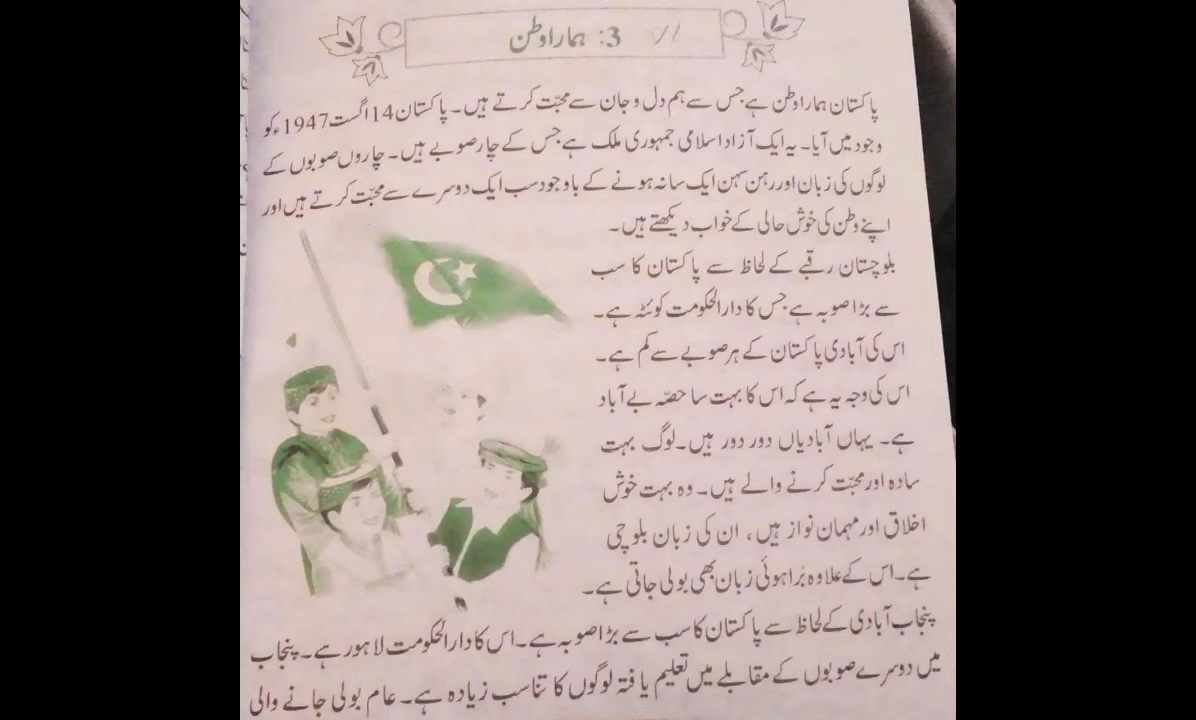 3: ہمارا وطن
پاکستان ہمارا وطن ہے جس سے ہم دل و جان سے محبّت کرتے ہیں۔ پاکستان 14 اگست 1947ء کو
وجود میں آیا۔ یہ ایک آزاد اسلامی جمہوری ملک ہے جس کے چار صوبے ہیں۔ چاروں صوبوں کے
لوگوں کی زبان اور رہن سہن ایک سا نہ ہونے کے باوجود سب ایک دوسرے سے محبّت کرتے ہیں اور
اپنے وطن کی خوش حالی کے خواب دیکھتے ہیں۔
بلوچستان رقبے کے لحاظ سے پاکستان کا سب
سے بڑا صوبہ ہے جس کا دارالحکومت کوئٹہ ہے۔
اس کی آبادی پاکستان کے ہر صوبے سے کم ہے۔
اس کی وجہ یہ ہے کہ اس کا بہت سا حصّہ بے آباد
ہے۔ یہاں آبادیاں دور دور ہیں۔ لوگ بہت
سادہ اور محبّت کرنے والے ہیں۔ وہ بہت خوش
اخلاق اور مہمان نواز ہیں، ان کی زبان بلوچی
ہے۔ اس کے علاوہ بَراہوئی زبان بھی بولی جاتی ہے۔
پنجاب آبادی کے لحاظ سے پاکستان کا سب سے بڑا صوبہ ہے۔ اس کا دارالحکومت لاہور ہے۔ پنجاب
میں دوسرے صوبوں کے مقابلے میں تعلیم یافتہ لوگوں کا تناسب زیادہ ہے۔ عام بولی جانے والی